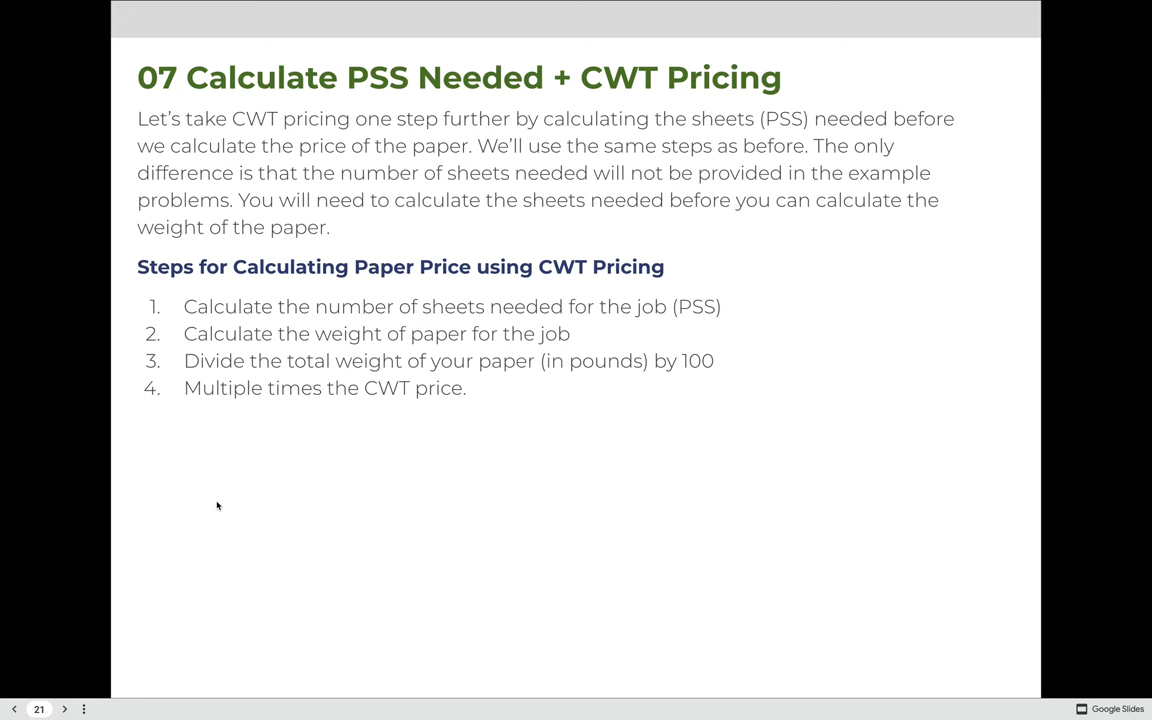 07 Calculate PSS Needed + CWT Pricing
Let's take CWT pricing one step further by calculating the sheets (PSS) needed before
we calculate the price of the paper. We'll use the same steps as before. The only
difference is that the number of sheets needed will not be provided in the example
problems. You will need to calculate the sheets needed before you can calculate the
weight of the paper.
Steps for Calculating Paper Price using CWT Pricing
1. Calculate the number of sheets needed for the job (PSS)
2. Calculate the weight of paper for the job
3. Divide the total weight of your paper (in pounds) by 100
4. Multiple times the CWT price.
21
Google Slides